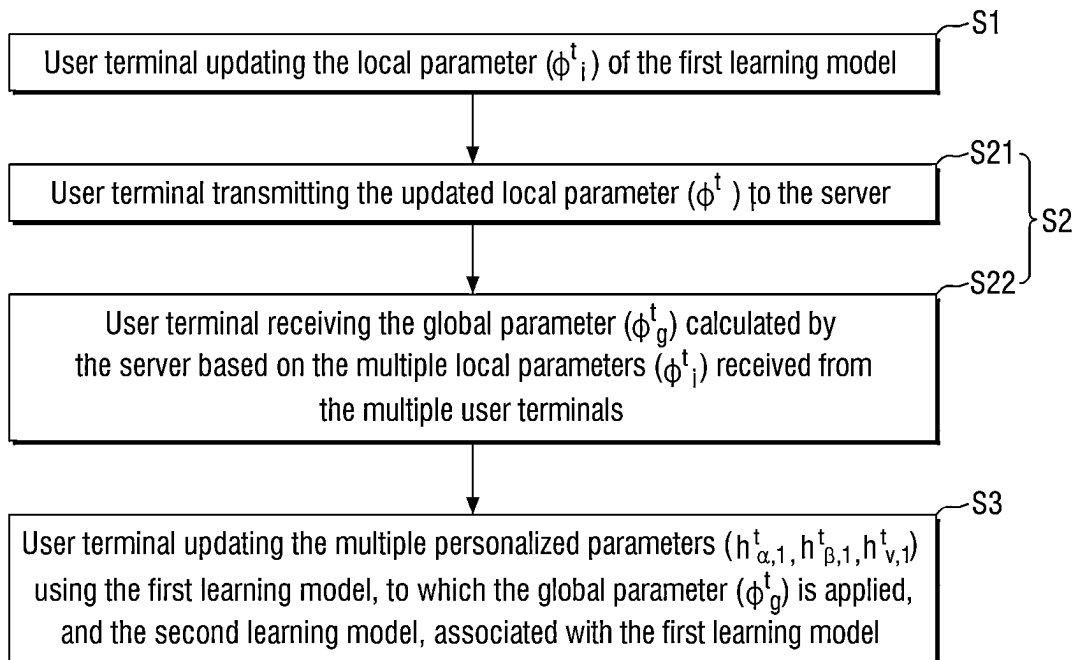 S1
User terminal updating the local parameter (ϕ^t_i) of the first learning model
S21
User terminal transmitting the updated local parameter (ϕ^t ) to the server
S2
S22
User terminal receiving the global parameter (ϕ^t_g) calculated by
the server based on the multiple local parameters (ϕ^t_i) received from
the multiple user terminals
S3
User terminal updating the multiple personalized parameters (h^t_α,1, h^t_β,1, h^t_v,1)
using the first learning model, to which the global parameter (ϕ^t_g) is applied,
and the second learning model, associated with the first learning model